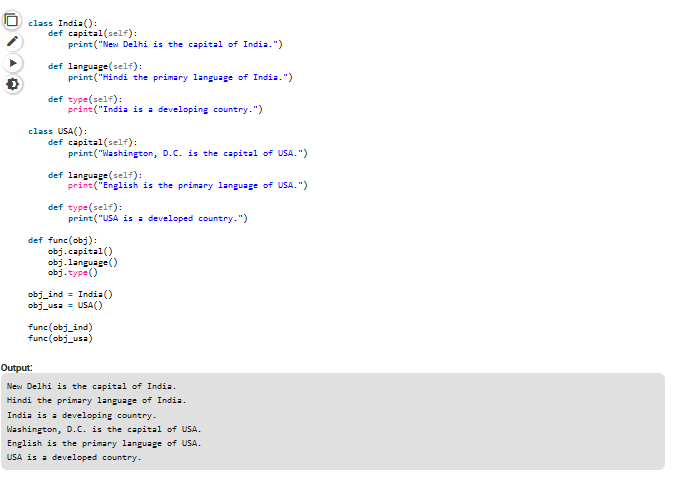 class India():
    def capital(self):
        print("New Delhi is the capital of India.")
    def language(self):
        print("Hindi the primary language of India.")
    def type(self):
        print("India is a developing country.")
class USA():
    def capital(self):
        print("Washington, D.C. is the capital of USA.")
    def language(self):
        print("English is the primary language of USA.")
    def type(self):
        print("USA is a developed country.")
def func(obj):
    obj.capital()
    obj.language()
    obj.type()
obj_ind = India()
obj_usa = USA()
func(obj_ind)
func(obj_usa)
Output:
New Delhi is the capital of India.
Hindi the primary language of India.
India is a developing country.
Washington, D.C. is the capital of USA.
English is the primary language of USA.
USA is a developed country.